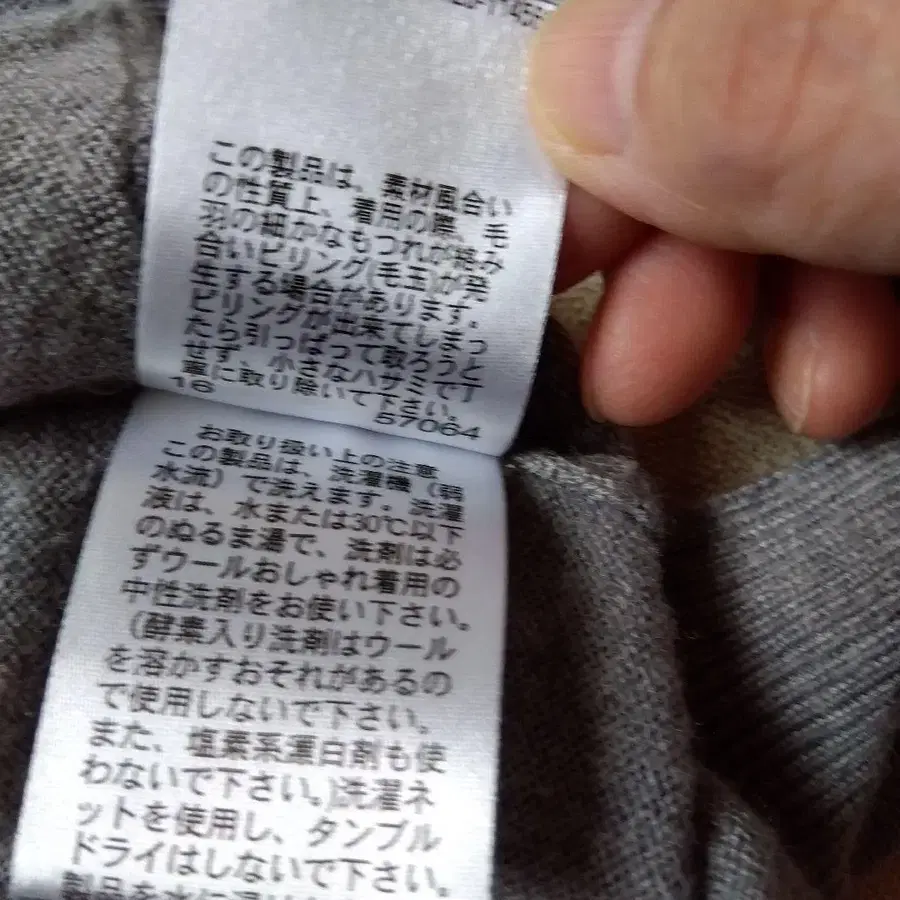 この製品は、素材風合い
の性質上、着用の際、毛
羽の細かなもつれが絡み
合いピリング(毛玉)が発
生する場合があります。
ピリングが出来てしまっ
たら引っぱって取ろうと
せず、小さなハサミで丁
寧に取り除いて下さい。
16 57064
お取り扱い上の注意
この製品は、洗濯機（弱
水流）で洗えます。洗濯
液は、水または30℃以下
のぬるま湯で、洗剤は必
ずウールおしゃれ着用の
中性洗剤をお使い下さい。
（酵素入り洗剤はウール
を溶かすおそれがあるの
で使用しないで下さい。
また、塩素系漂白剤も使
わないで下さい。)洗濯ネ
ットを使用し、タンブル
ドライはしないで下さい。
製品を水に